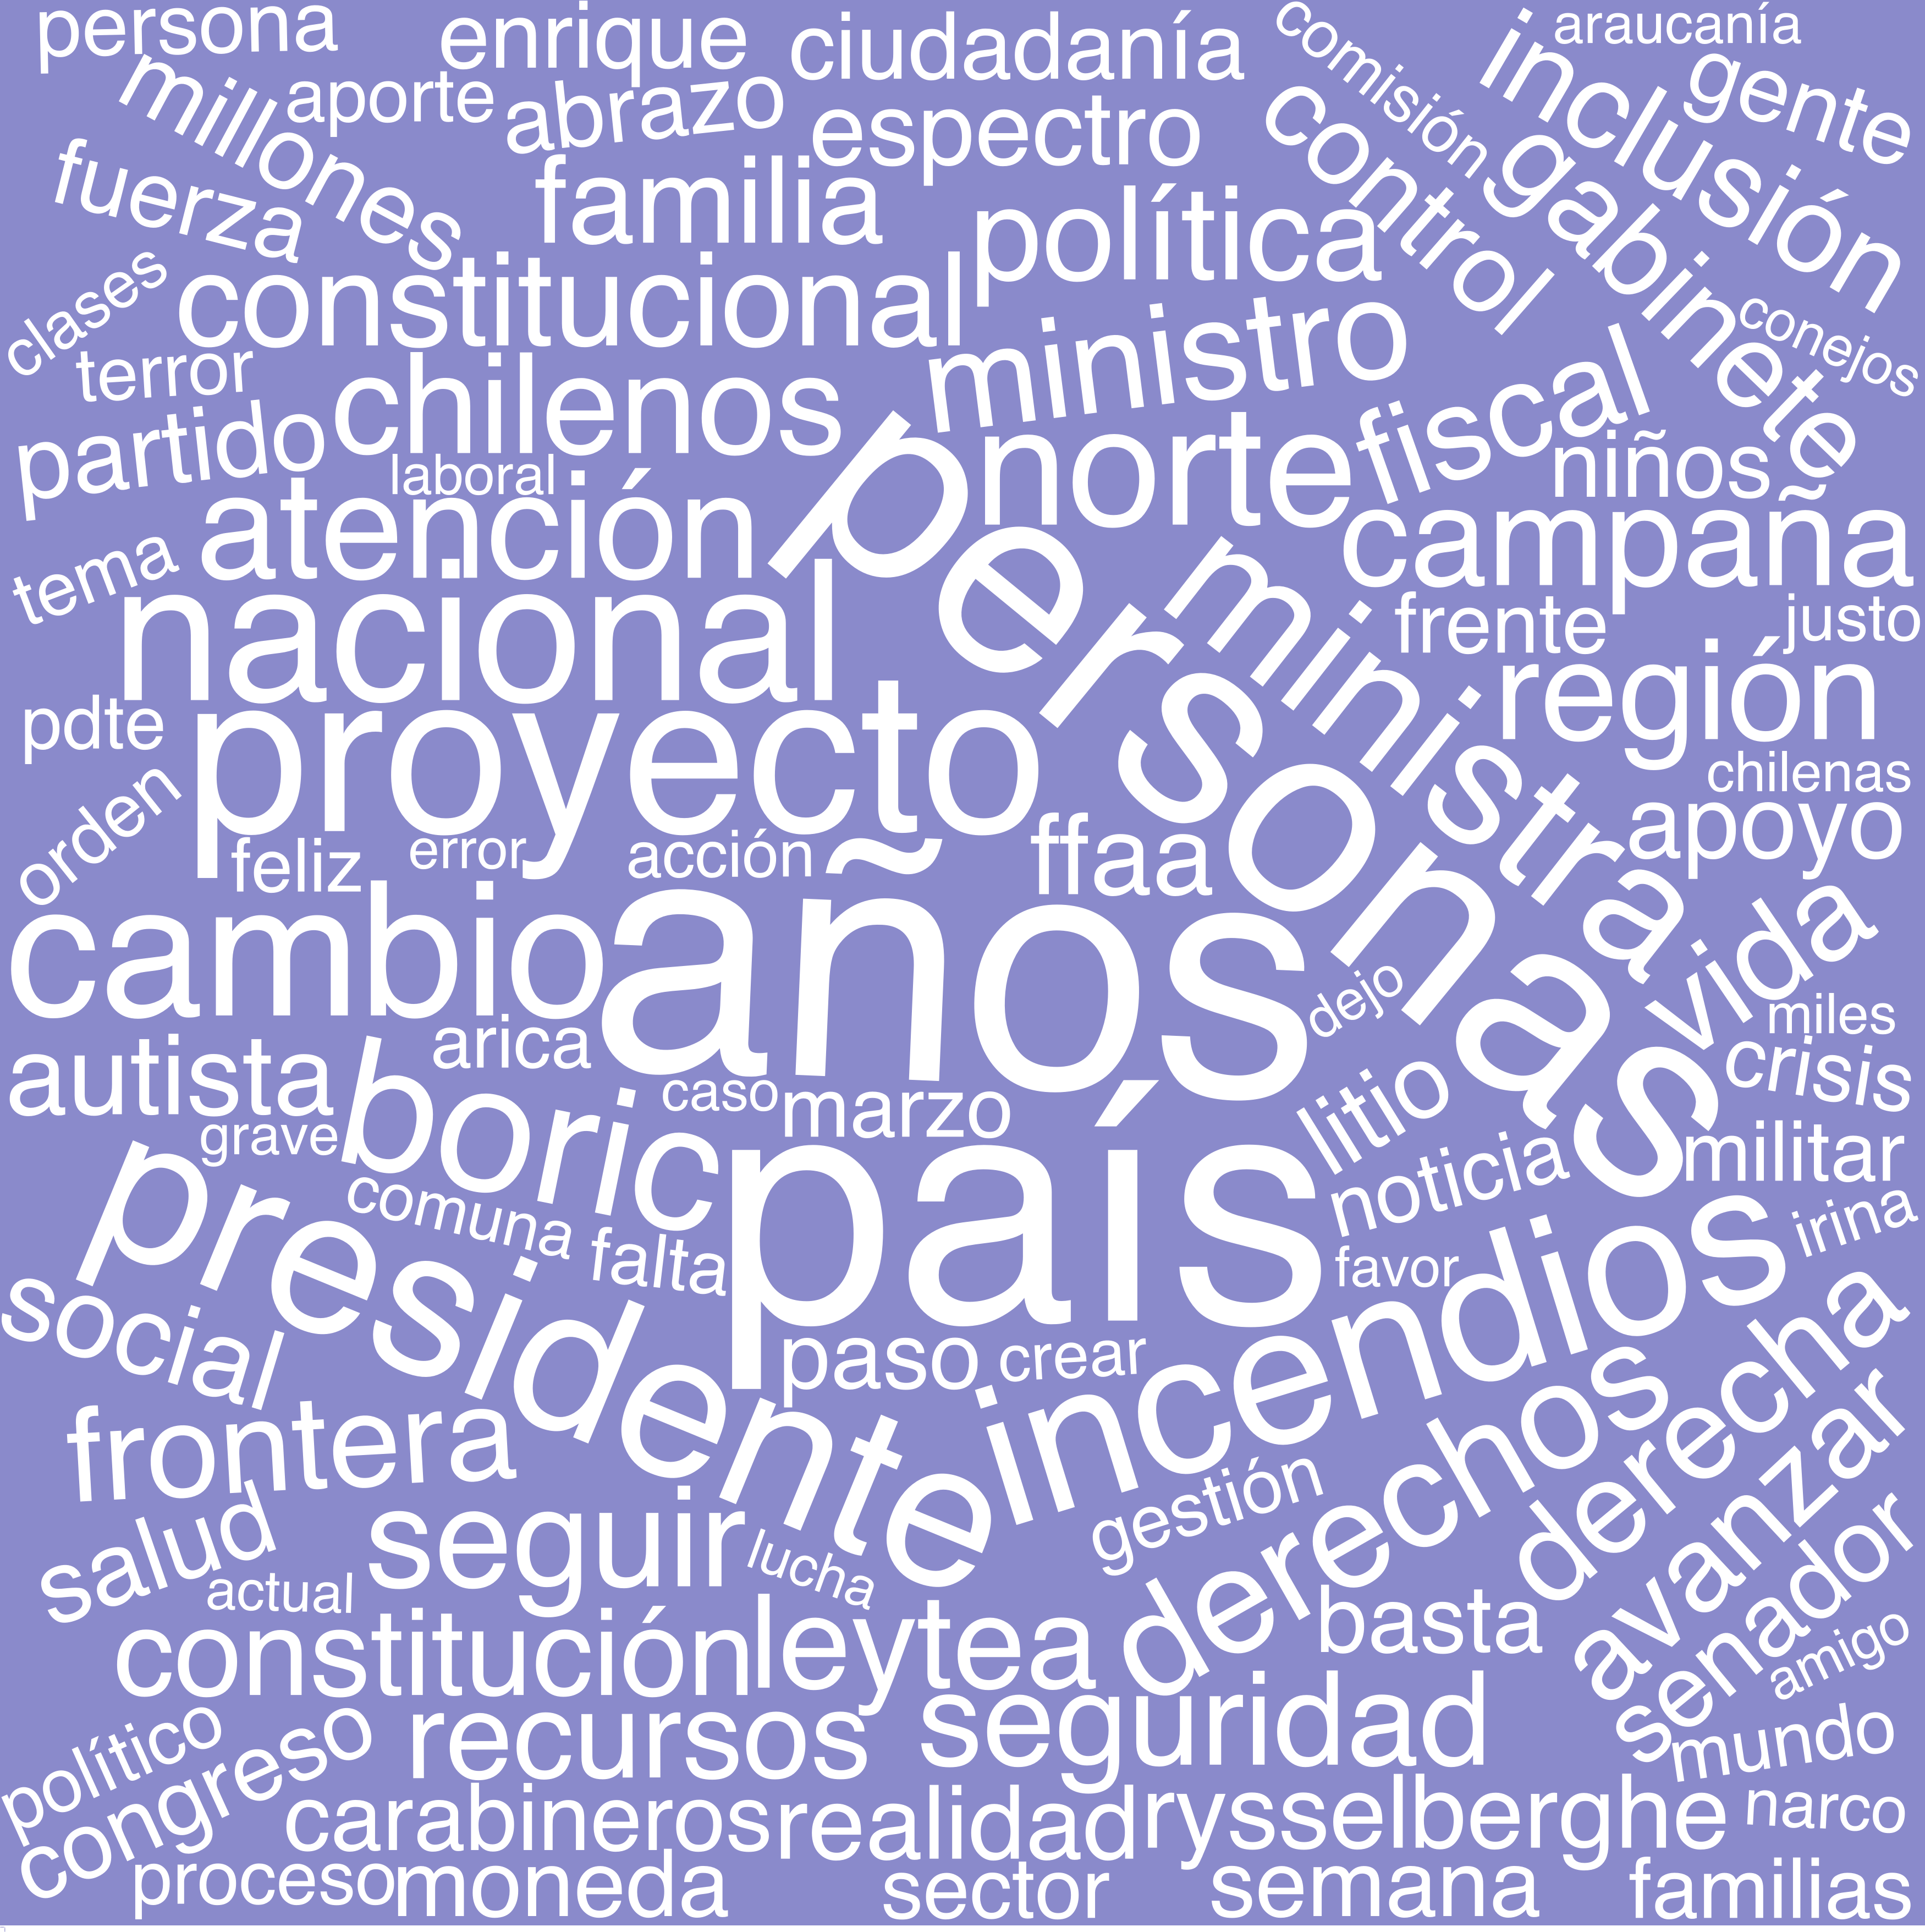 persona
enrique
ciudadanía
comisión
inclusión
araucanía
gente
millones
aporte
abrazo
espectro
control
gabinete
fuerza
familia
política
clases
constitucional
ministro
conejos
terror
chilenos
fiscal
partido
laboral
norte
niños
atención
personas
campaña
tema
nacional
ministra
frente
justo
pdte
proyecto
región
chilenas
orden
feliz
error
acción
ffaa
apoyo
cambio
años
vida
dejo
miles
autista
arica
boric
caso
marzo
litio
crisis
grave
presidente
comuna
falta
país
noticia
militar
irina
favor
social
incendios
paso
crear
derecha
frontera
derechos
avanzar
salud
seguir
lucha
gestión
actual
senador
constitución
leytea
basta
amigo
político
congreso
recursos
seguridad
mundo
carabineros
realidad
rysselberghe
narco
proceso
moneda
sector
semana
familias